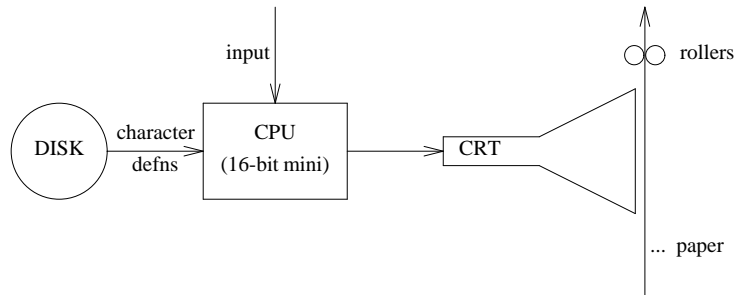 input
rollers
DISK
character
defns
CPU
(16-bit mini)
CRT
... paper